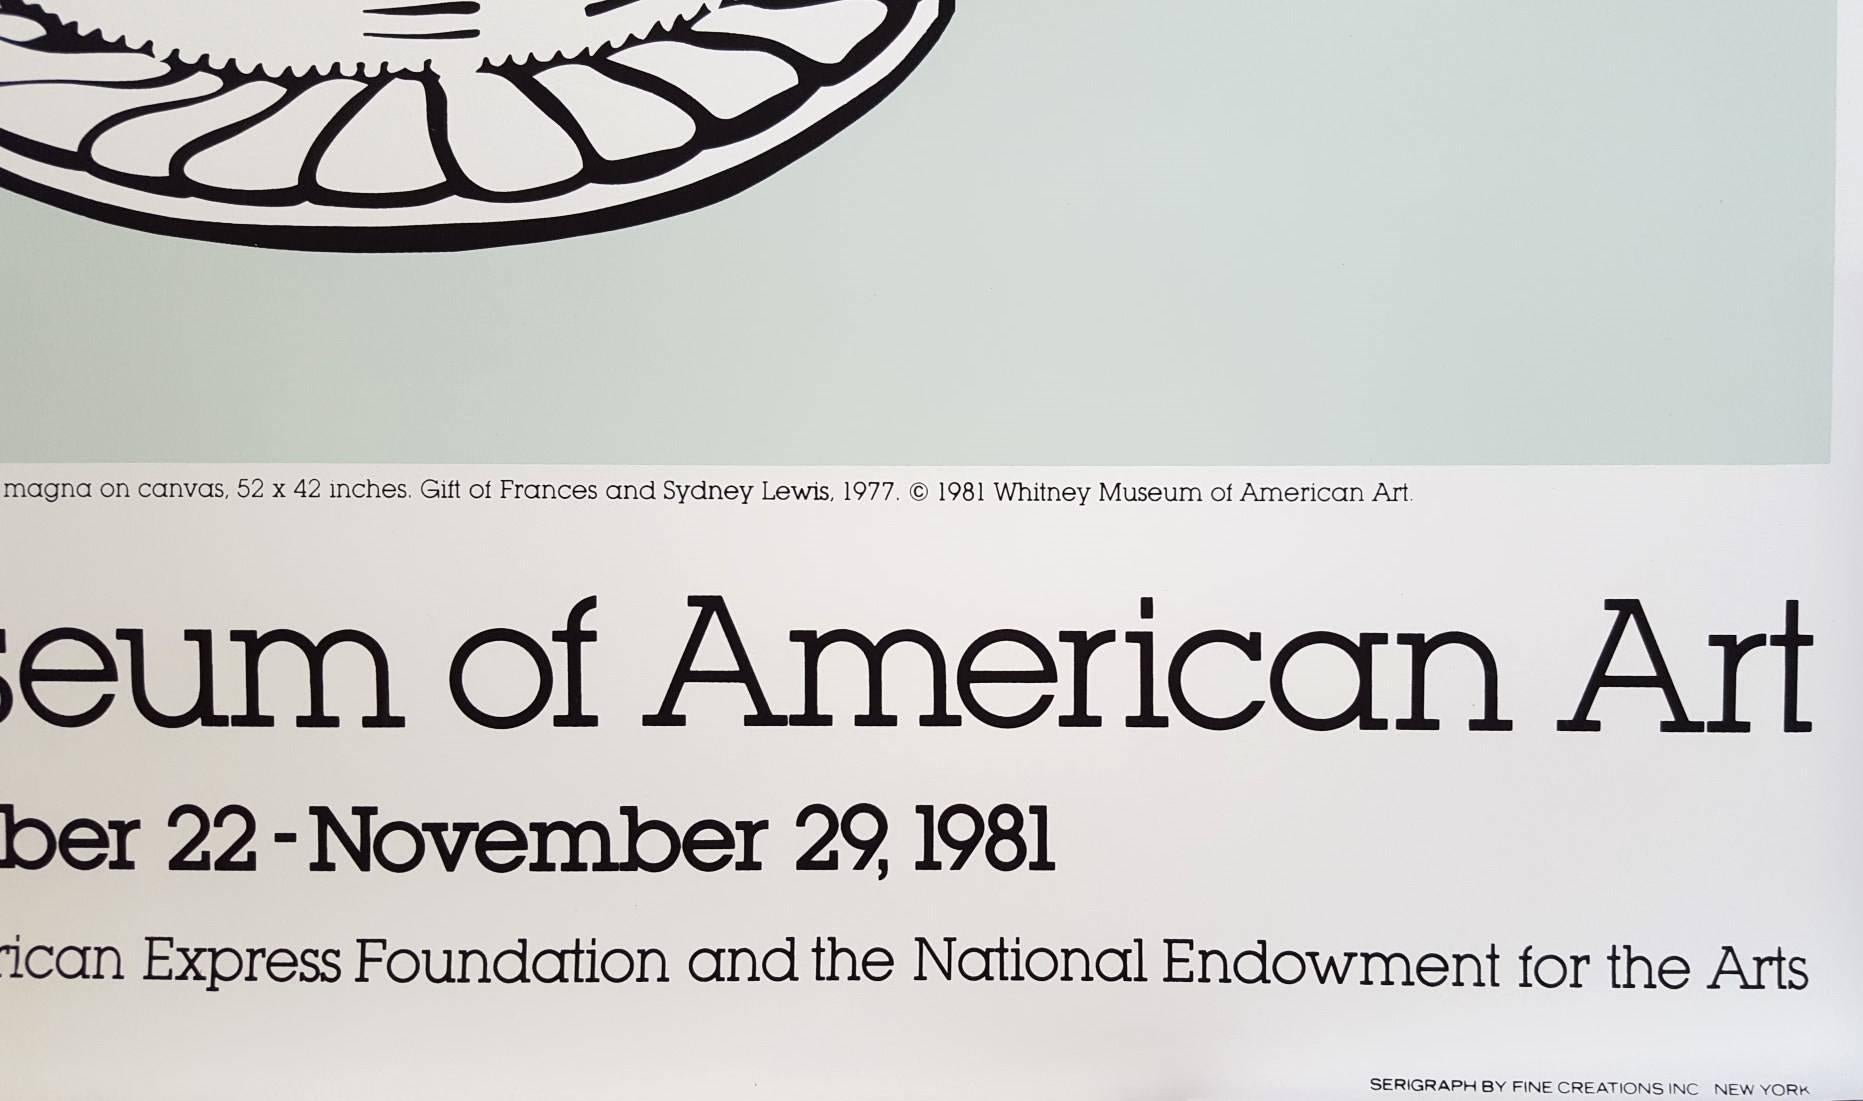 magna on canvas, 52 x 42 inches. Gift of Frances and Sydney Lewis, 1977. © 1981 Whitney Museum of American Art.
seum of American Art
ber 22 - November 29, 1981
rican Express Foundation and the National Endowment for the Arts
SERIGRAPH BY FINE CREATIONS INC NEW YORK